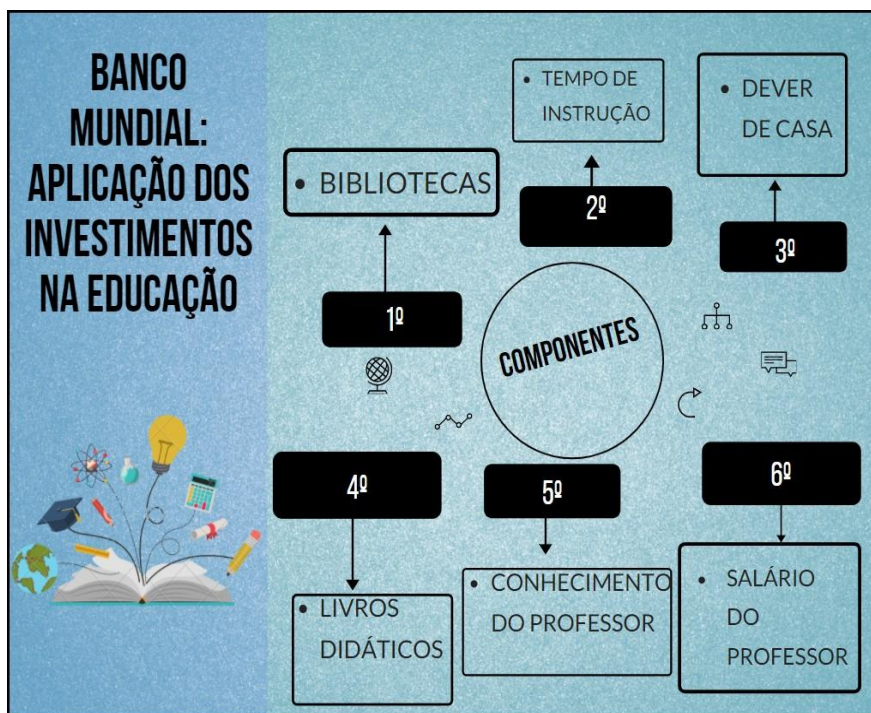 BANCO
MUNDIAL:
APLICAÇÃO DOS
INVESTIMENTOS
NA EDUCAÇÃO
• BIBLIOTECAS
1º
• TEMPO DE
INSTRUÇÃO
2º
• DEVER
DE CASA
3º
COMPONENTES
4º
• LIVROS
DIDÁTICOS
5º
• CONHECIMENTO
DO PROFESSOR
6º
• SALÁRIO
DO
PROFESSOR